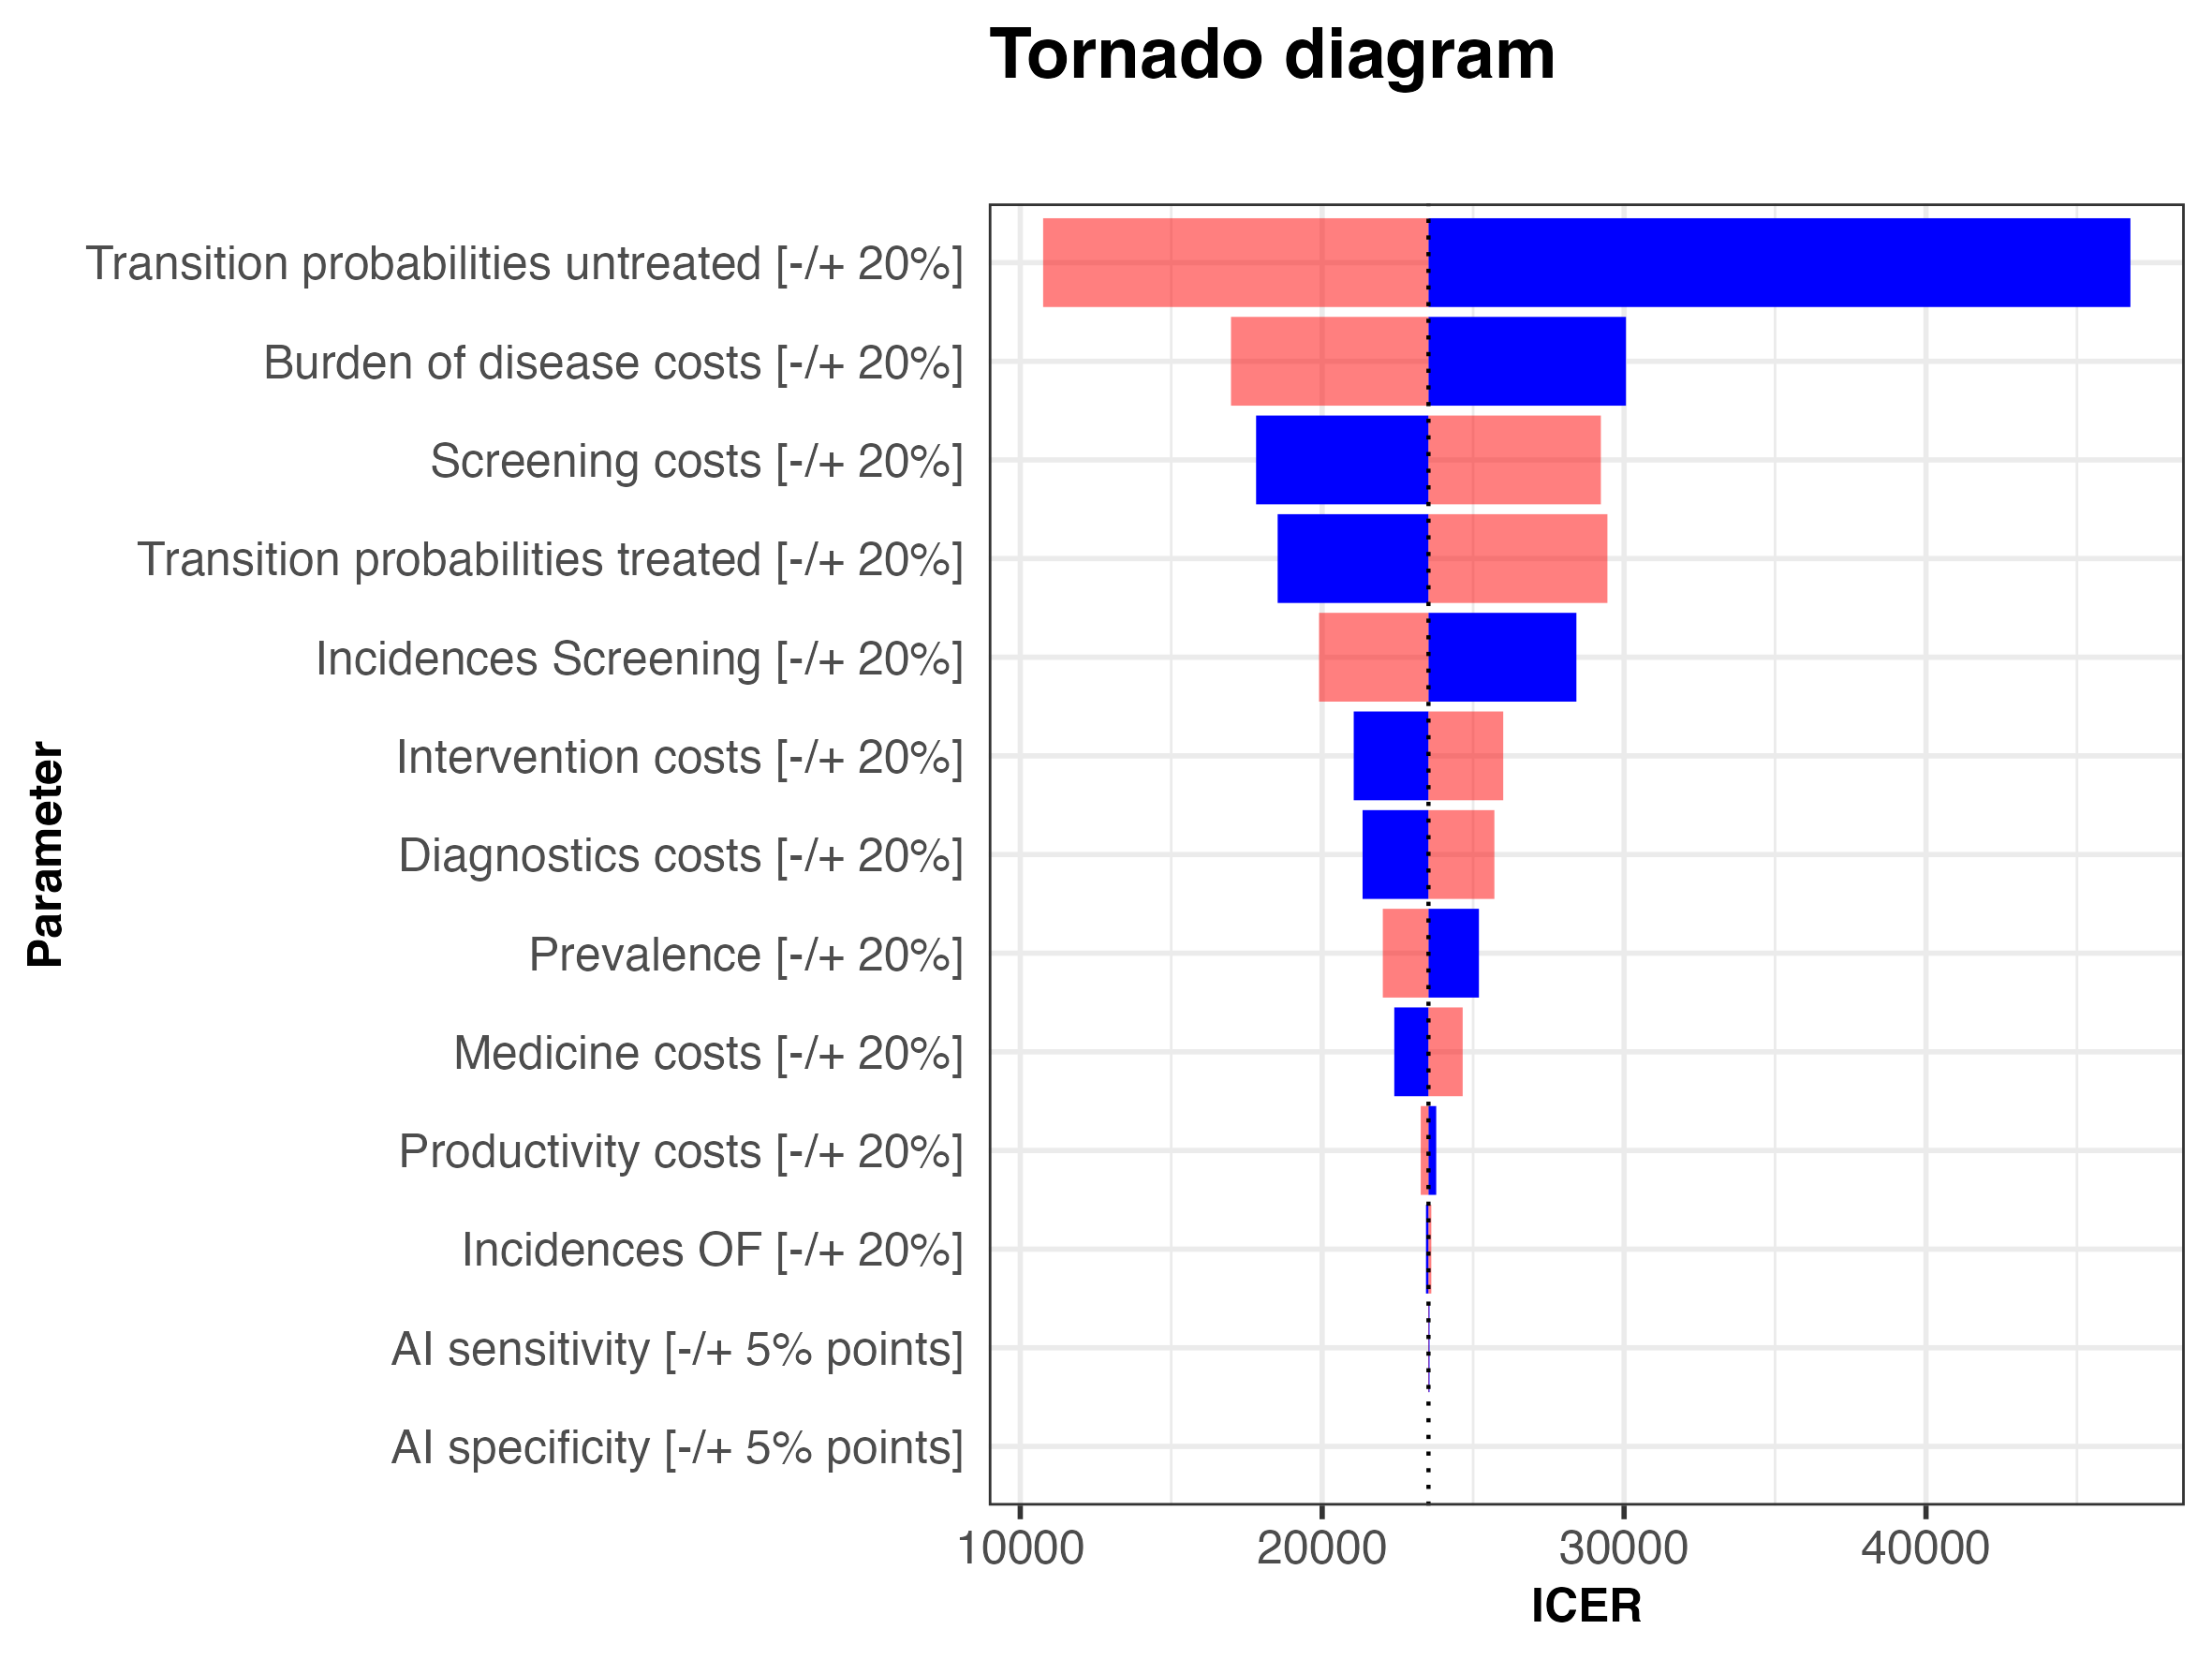 Tornado diagram
Transition probabilities untreated [-/+ 20%]
Burden of disease costs [-/+ 20%]
Screening costs [-/+ 20%]
Transition probabilities treated [-/+ 20%]
Incidences Screening [-/+ 20%]
Intervention costs [-/+ 20%]
Diagnostics costs [-/+ 20%]
Prevalence [-/+ 20%]
Medicine costs [-/+ 20%]
Productivity costs [-/+ 20%]
Incidences OF [-/+ 20%]
AI sensitivity [-/+ 5% points]
AI specificity [-/+ 5% points]
Parameter
10000 20000 30000 40000
ICER